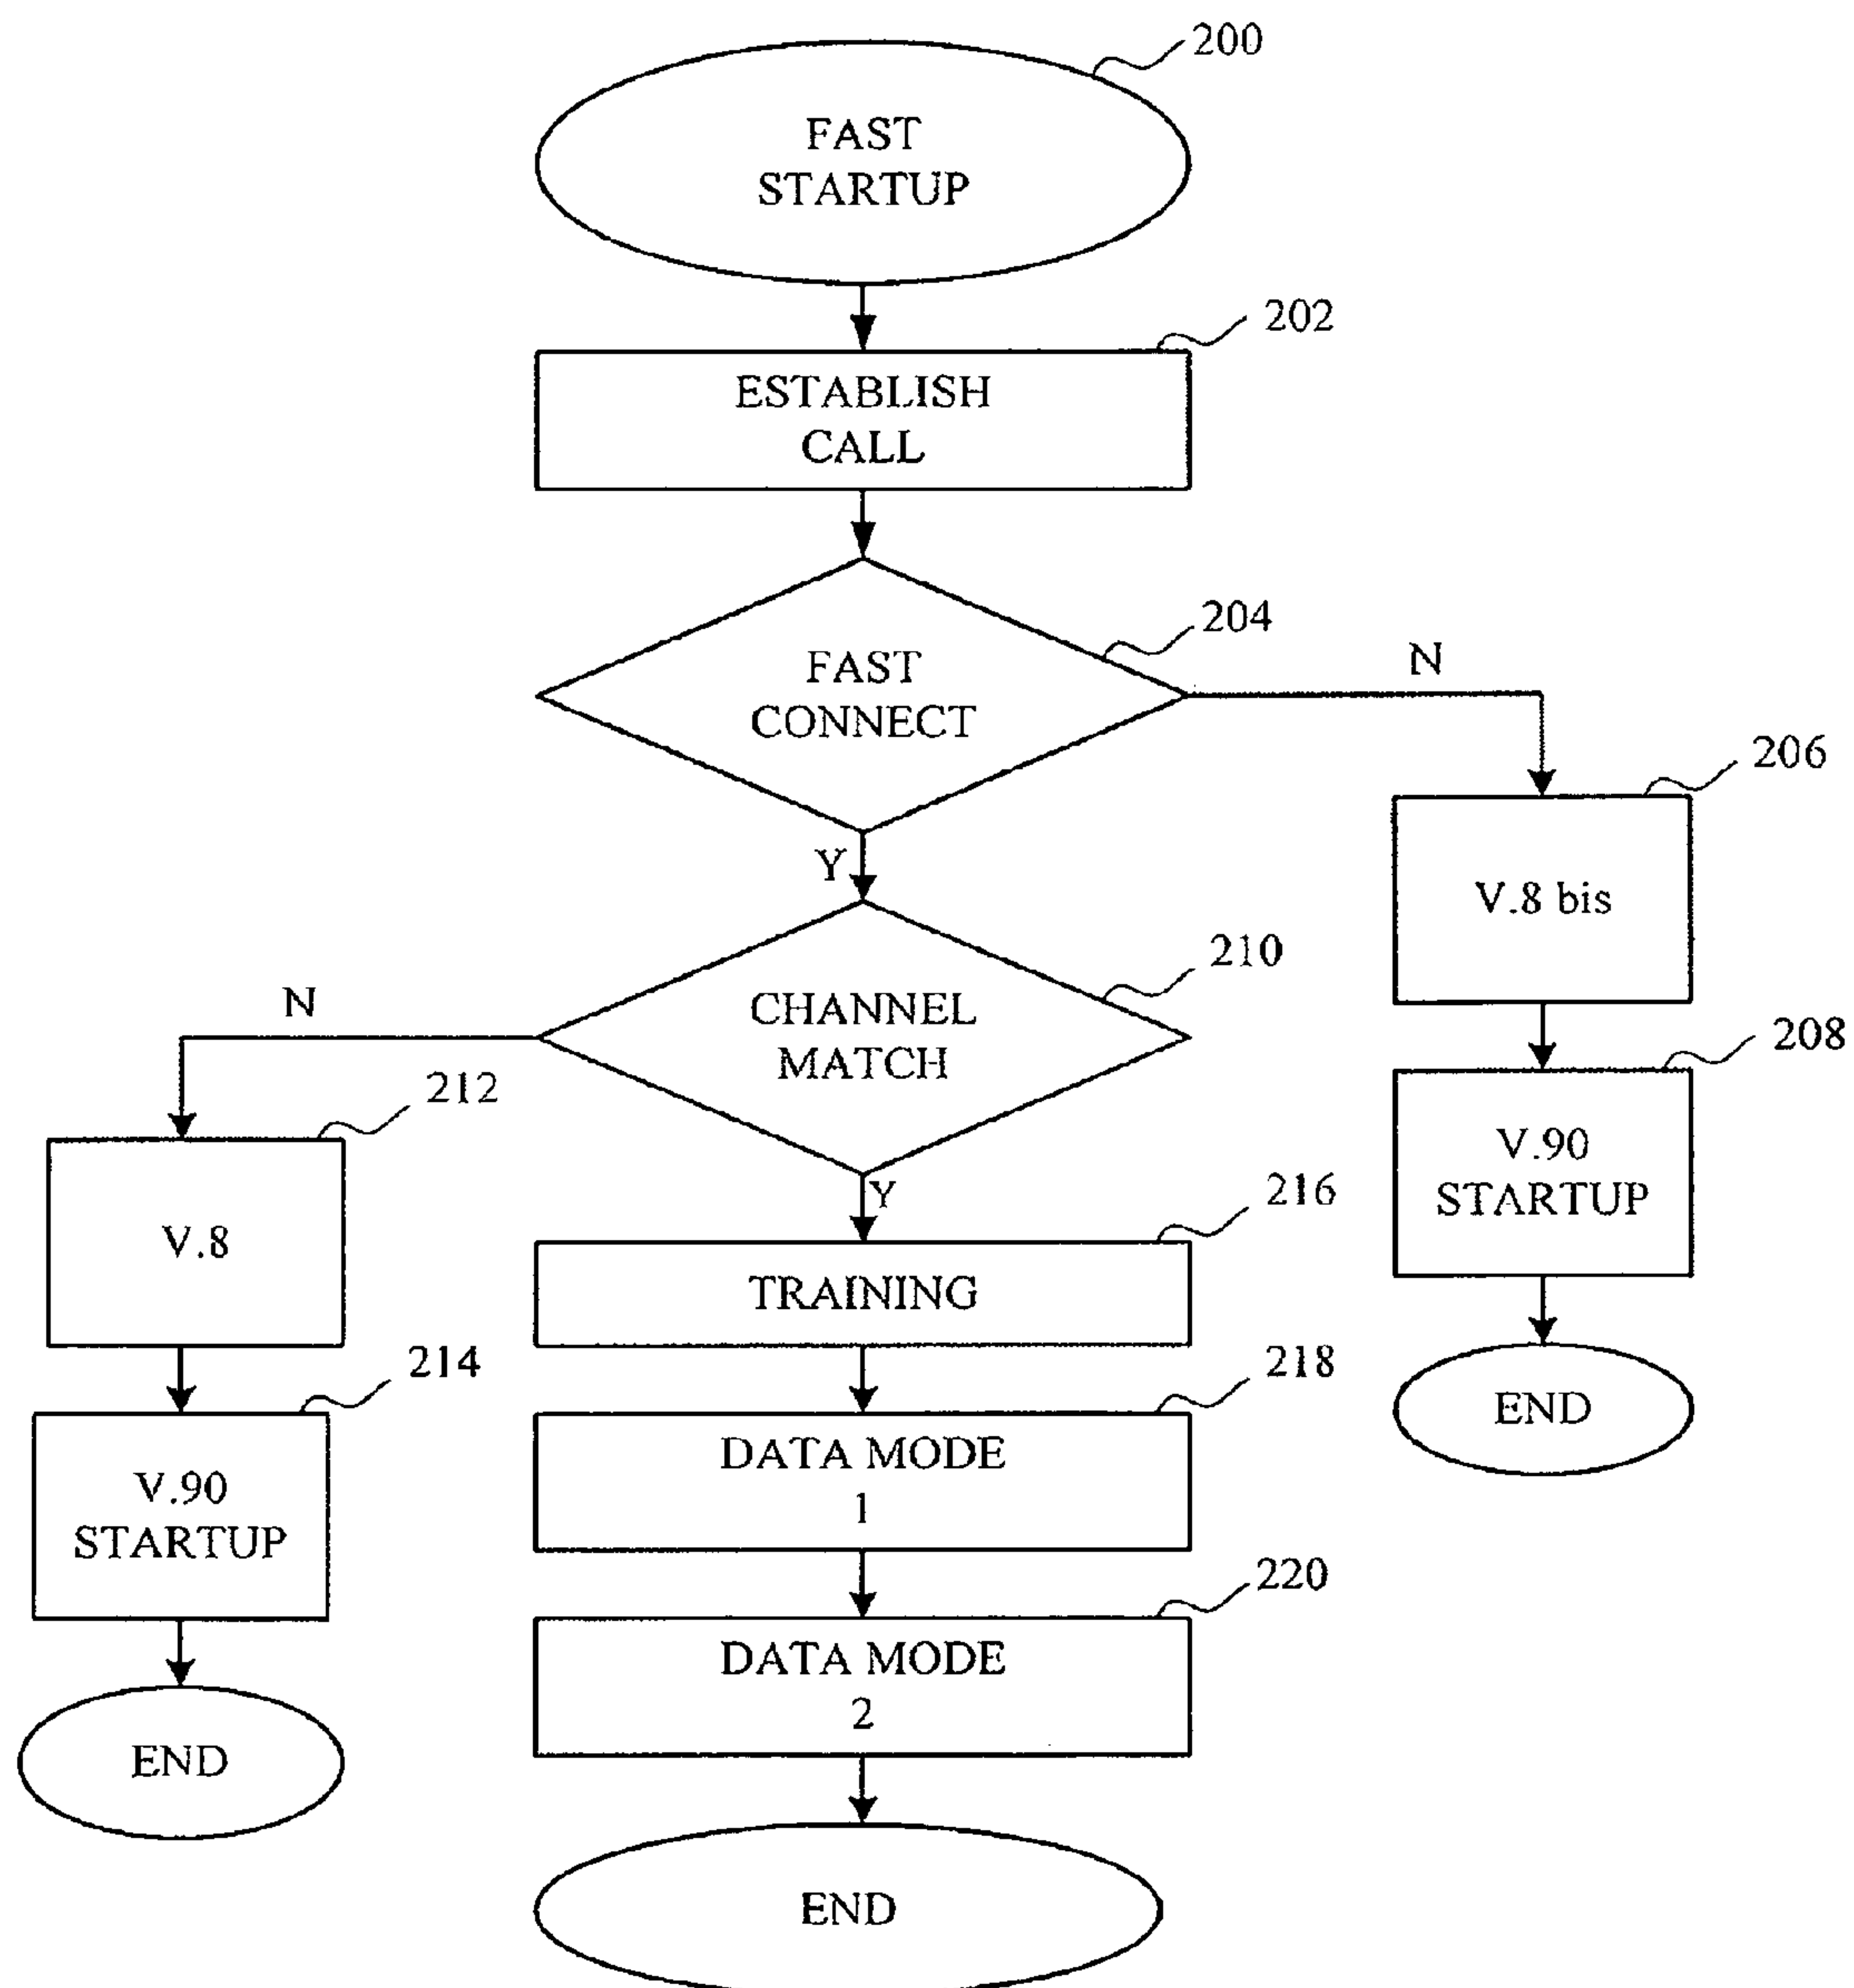 200
FAST
STARTUP
202
ESTABLISH
CALL
204
FAST
CONNECT
N
206
V.8 bis
Y
210
CHANNEL
MATCH
N
208
V.90
STARTUP
212
V.8
Y
216
TRAINING
214
V.90
STARTUP
218
DATA MODE
1
END
220
DATA MODE
2
END
END